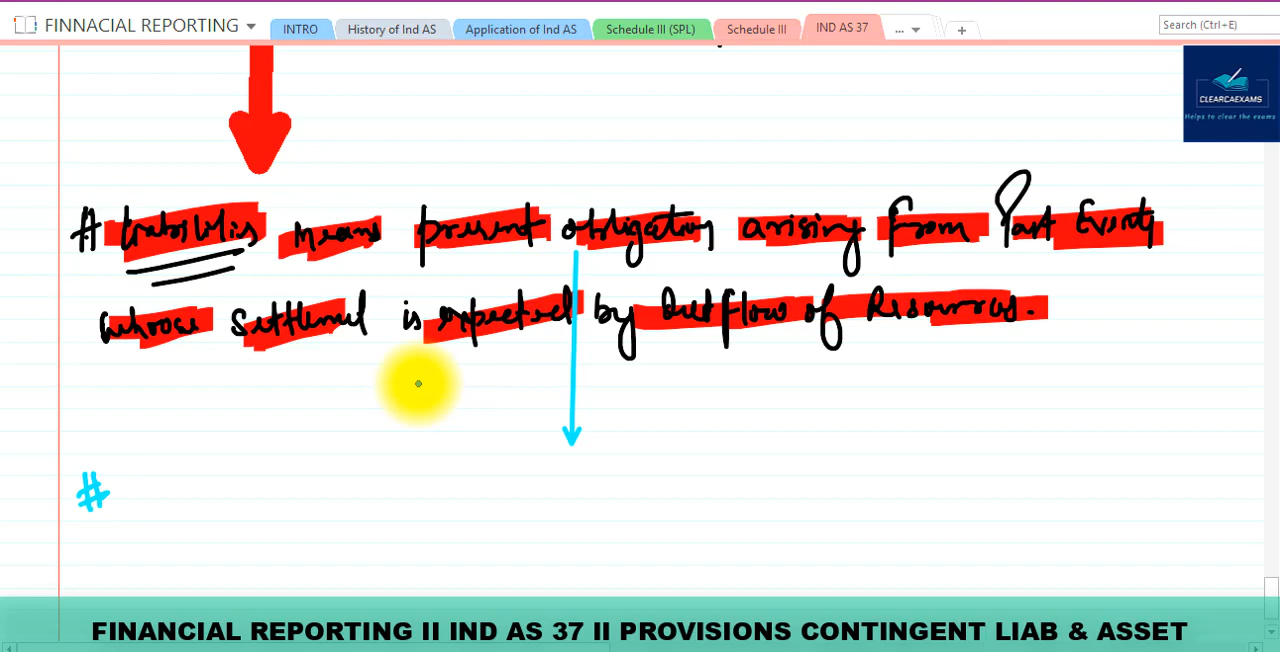 FINNACIAL REPORTING
INTRO
History of Ind AS
Application of Ind AS
Schedule III (SPL)
Schedule III
IND AS 37
...
+
Search (Ctrl+E)
CLEARCAEXAMS
Helps to clear the exams
A Liabilities means present obligation arising from Past Events
whose settlement is expected by outflow of Resources.
#
FINANCIAL REPORTING II IND AS 37 II PROVISIONS CONTINGENT LIAB & ASSET